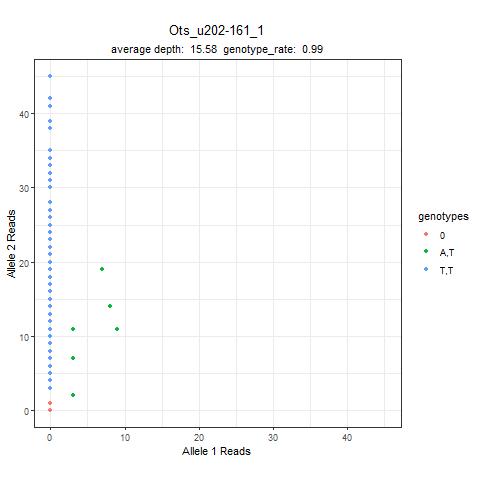 Ots_u202-161_1
average depth:  15.58  genotype_rate:  0.99
Allele 2 Reads
40
30
20
10
0
0 10 20 30 40
Allele 1 Reads
genotypes
0
A,T
T,T